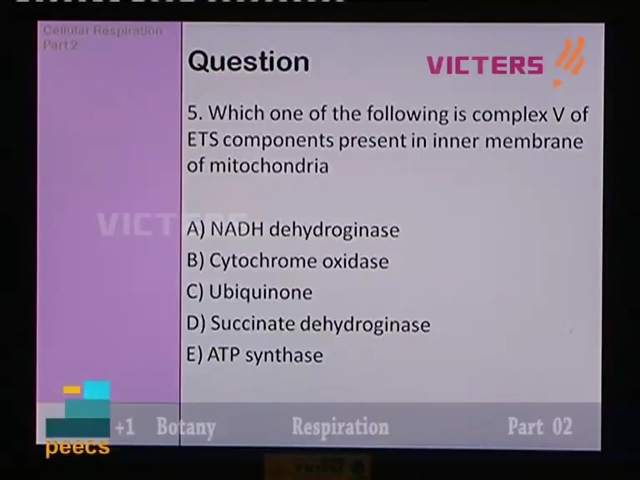 Cellular Respiration
Part 2
Question
VICTERS
5. Which one of the following is complex V of
ETS components present in inner membrane
of mitochondria
VICTERS
A) NADH dehydroginase
B) Cytochrome oxidase
C) Ubiquinone
D) Succinate dehydroginase
E) ATP synthase
+1 Botany Respiration Part 02
peecs